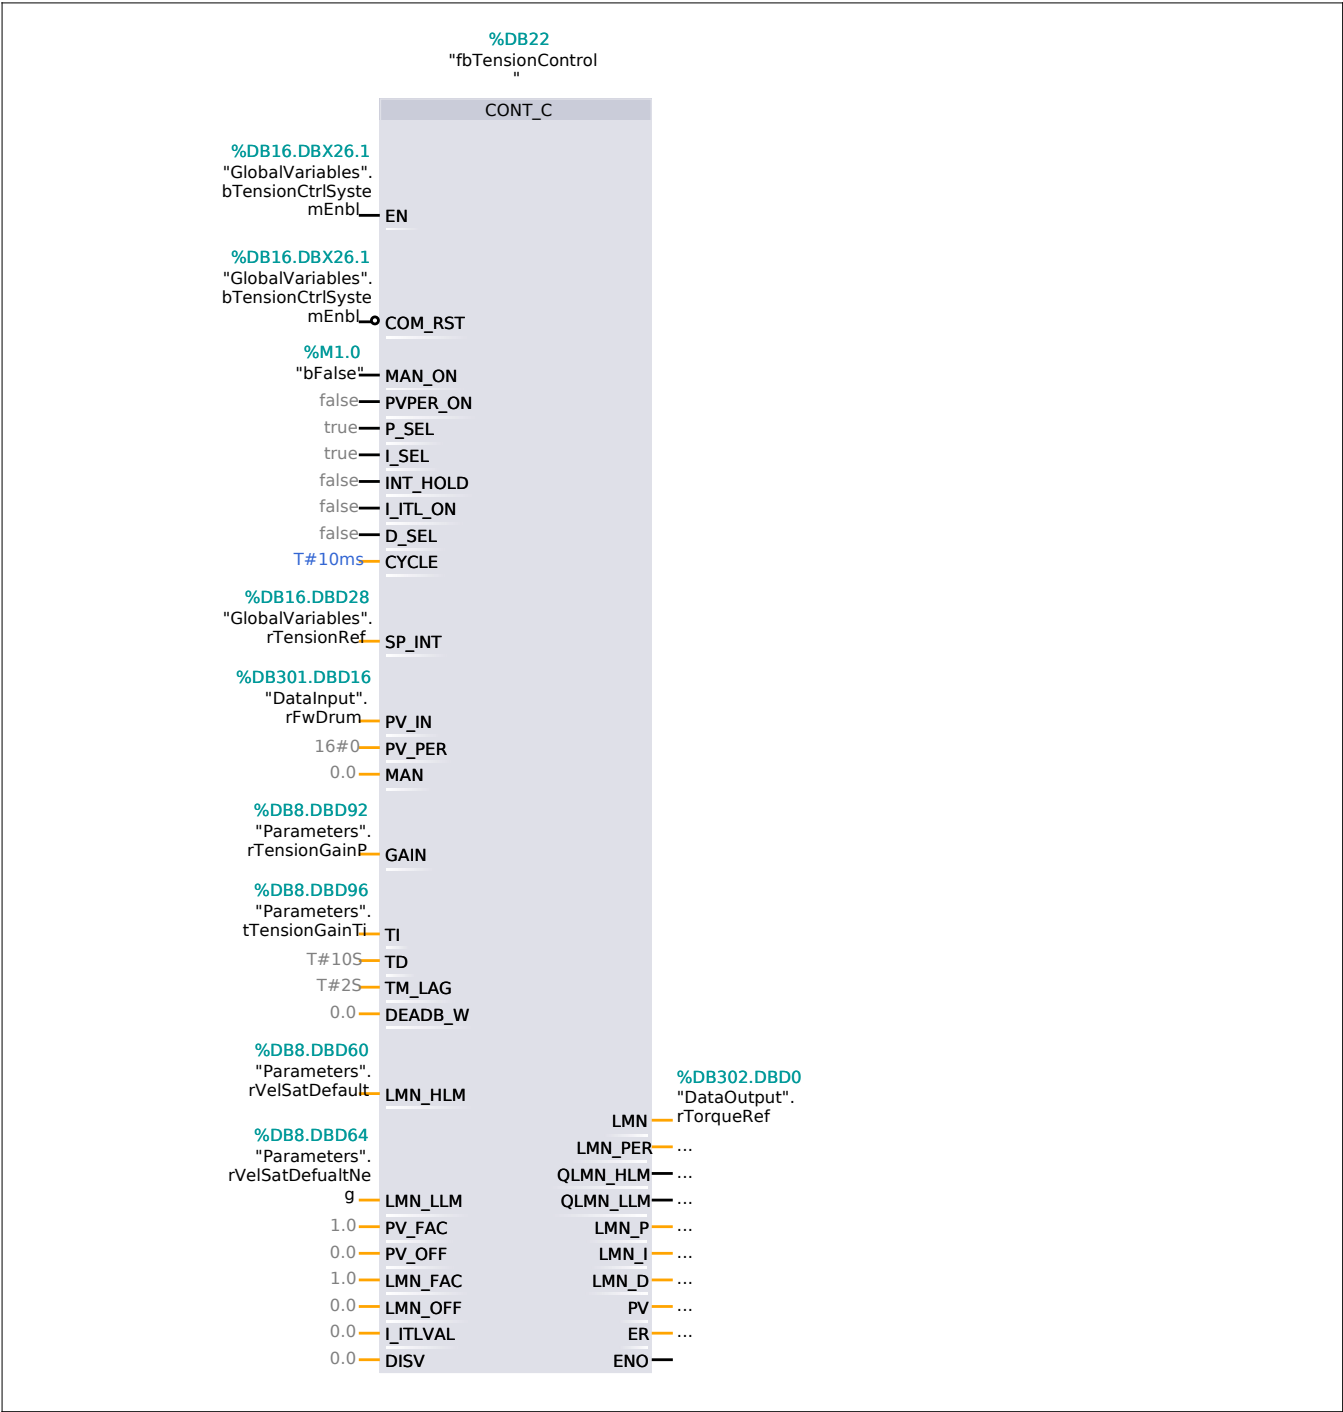 %DB22
"fbTensionControl
"
CONT_C
%DB16.DBX26.1
"GlobalVariables".
bTensionCtrlSyste
mEnbl
EN
%DB16.DBX26.1
"GlobalVariables".
bTensionCtrlSyste
mEnbl
COM_RST
%M1.0
"bFalse"
MAN_ON
false
PVPER_ON
true
P_SEL
true
I_SEL
false
INT_HOLD
false
I_ITL_ON
false
D_SEL
T#10ms
CYCLE
%DB16.DBD28
"GlobalVariables".
rTensionRef
SP_INT
%DB301.DBD16
"DataInput".
rFwDrum
PV_IN
16#0
PV_PER
0.0
MAN
%DB8.DBD92
"Parameters".
rTensionGainP
GAIN
%DB8.DBD96
"Parameters".
tTensionGainTi
TI
T#10S
TD
T#2S
TM_LAG
0.0
DEADB_W
%DB8.DBD60
"Parameters".
rVelSatDefault
LMN_HLM
%DB302.DBD0
"DataOutput".
rTorqueRef
LMN
%DB8.DBD64
"Parameters".
rVelSatDefualtNe
g
LMN_LLM
LMN_PER
...
QLMN_HLM
...
QLMN_LLM
...
1.0
PV_FAC
LMN_P
...
0.0
PV_OFF
LMN_I
...
1.0
LMN_FAC
LMN_D
...
0.0
LMN_OFF
PV
...
0.0
I_ITLVAL
ER
...
0.0
DISV
ENO